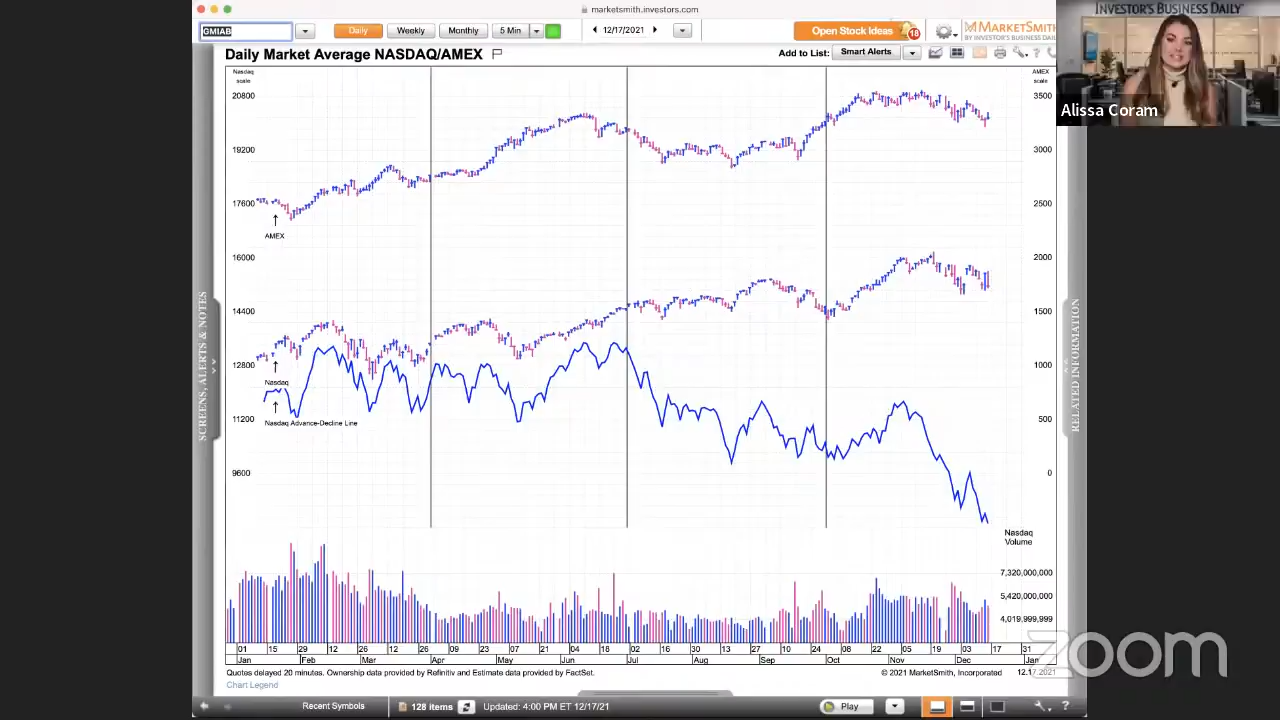 marketsmith.investors.com
GMIAB
Daily
Weekly
Monthly
5 Min
12/17/2021
Open Stock Ideas
18
MARKETSMITH
BY INVESTOR'S BUSINESS DAILY
INVESTOR'S BUSINESS DAILY
Alissa Coram
Daily Market Average NASDAQ/AMEX
Add to List:
Smart Alerts
Nasdaq
scale
AMEX
scale
20800
3500
19200
3000
17600
2500
AMEX
16000
2000
14400
1500
12800
1000
Nasdaq
11200
500
Nasdaq Advance-Decline Line
9600
0
SCREENS, ALERTS & NOTES
RELATED INFORMATION
Nasdaq
Volume
7,320,000,000
5,420,000,000
4,019,999,999
01 15 29 12 26 12 26 09 23 07 21 04 18 02 16 30 13 27 10 24 08 22 05 19 03 17 31
Jan Feb Mar Apr May Jun Jul Aug Sep Oct Nov Dec Jan
Quotes delayed 20 minutes. Ownership data provided by Refinitiv and Estimate data provided by FactSet.
© 2021 MarketSmith, Incorporated
12.17.2021
Chart Legend
zoom
Recent Symbols
128 items
Updated: 4:00 PM ET 12/17/21
Play